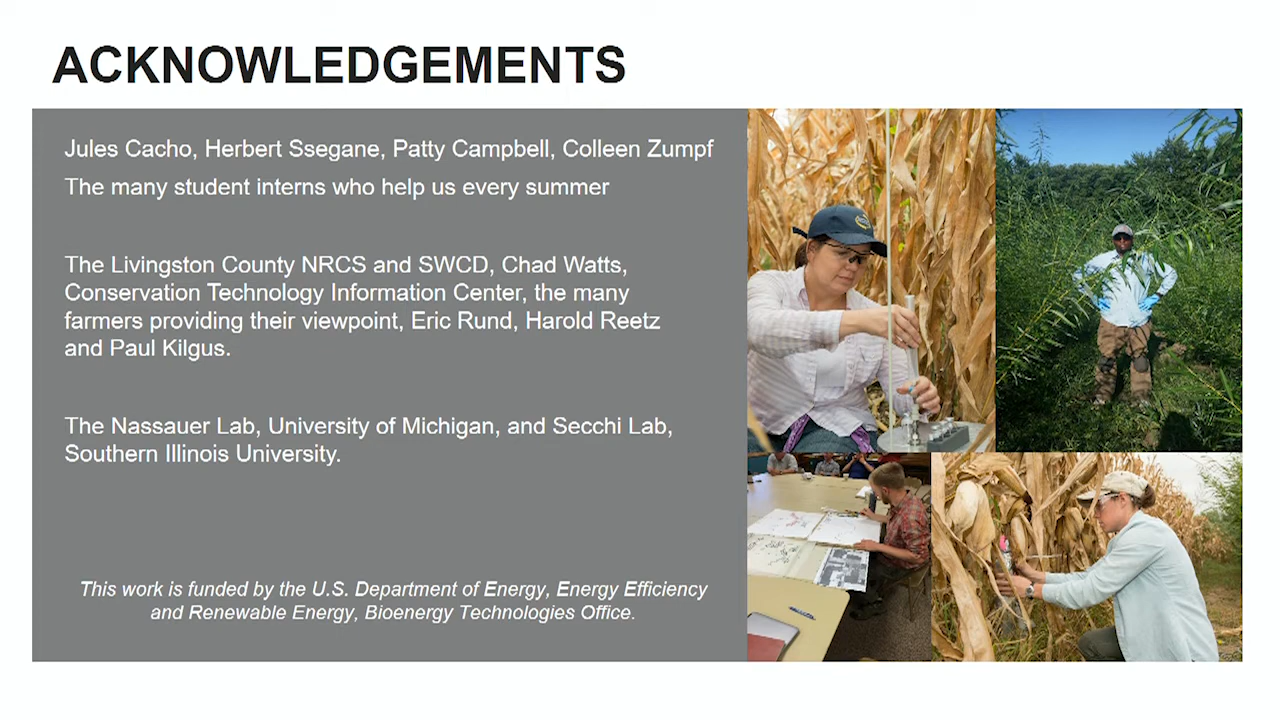 ACKNOWLEDGEMENTS
Jules Cacho, Herbert Ssegane, Patty Campbell, Colleen Zumpf
The many student interns who help us every summer
The Livingston County NRCS and SWCD, Chad Watts,
Conservation Technology Information Center, the many
farmers providing their viewpoint, Eric Rund, Harold Reetz
and Paul Kilgus.
The Nassauer Lab, University of Michigan, and Secchi Lab,
Southern Illinois University.
This work is funded by the U.S. Department of Energy, Energy Efficiency
and Renewable Energy, Bioenergy Technologies Office.